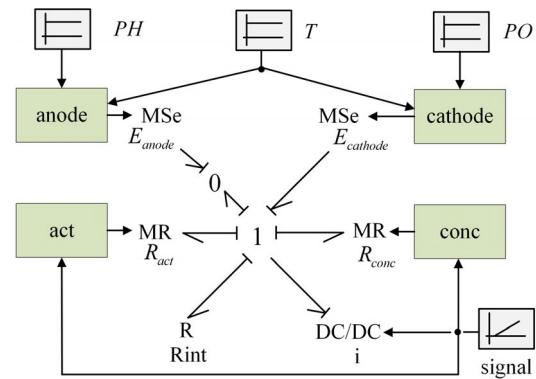 PH
T
PO
anode
MSe
MSe
cathode
E_anode
E_cathode
0
act
MR
1
MR
conc
R_act
R_conc
R
DC/DC
Rint
i
signal